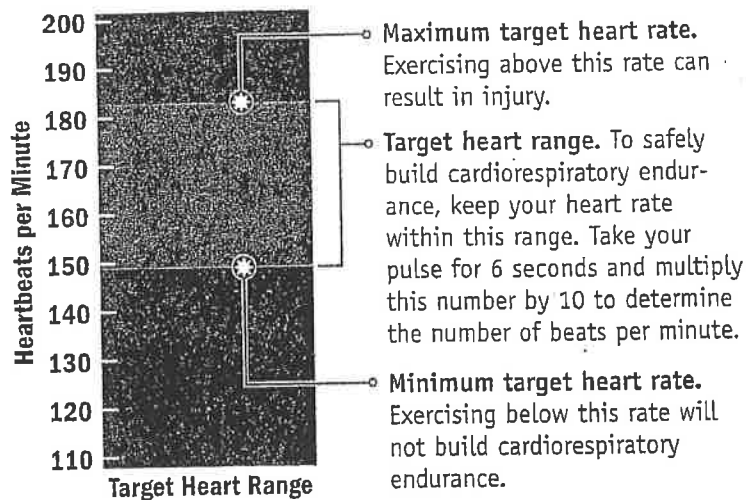 200
190
180
170
160
150
140
130
120
110
Heartbeats per Minute
Target Heart Range
Maximum target heart rate.
Exercising above this rate can
result in injury.
Target heart range. To safely
build cardiorespiratory endur-
ance, keep your heart rate
within this range. Take your
pulse for 6 seconds and multiply
this number by 10 to determine
the number of beats per minute.
Minimum target heart rate.
Exercising below this rate will
not build cardiorespiratory
endurance.